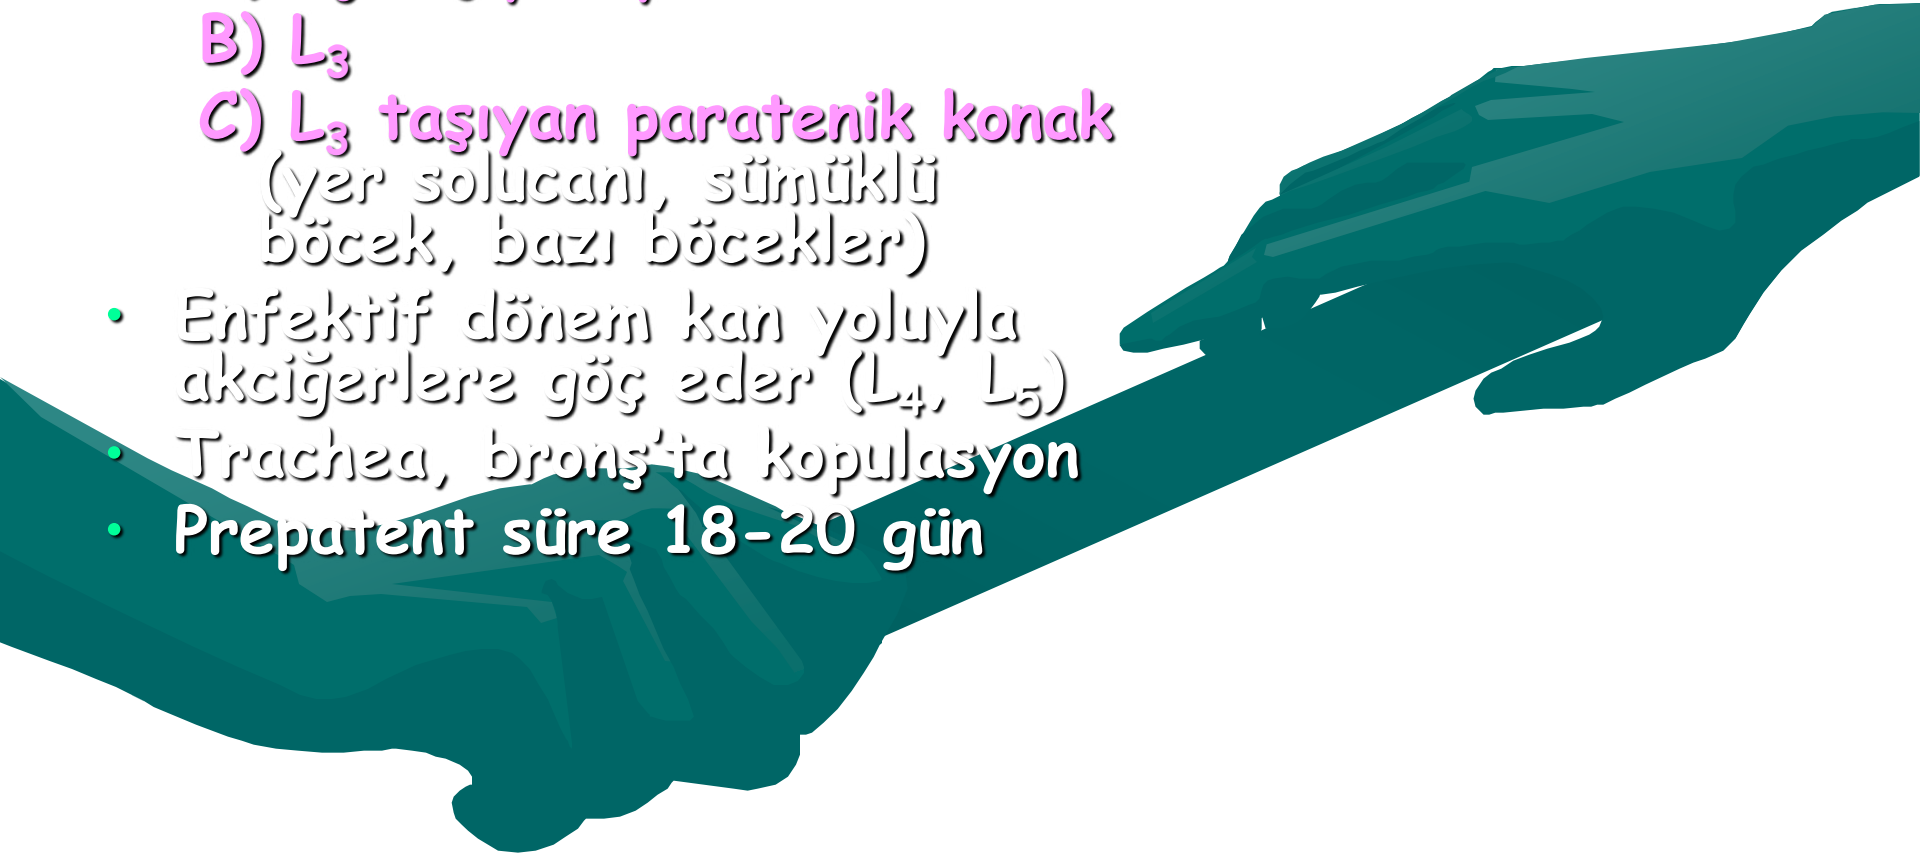 B) L₃
C) L₃ taşıyan paratenik konak
(yer solucanı, sümüklü
böcek, bazı böcekler)
• Enfektif dönem kan yoluyla
akciğerlere göç eder (L₄, L₅)
• Trachea, bronş’ta kopulasyon
• Prepatent süre 18-20 gün